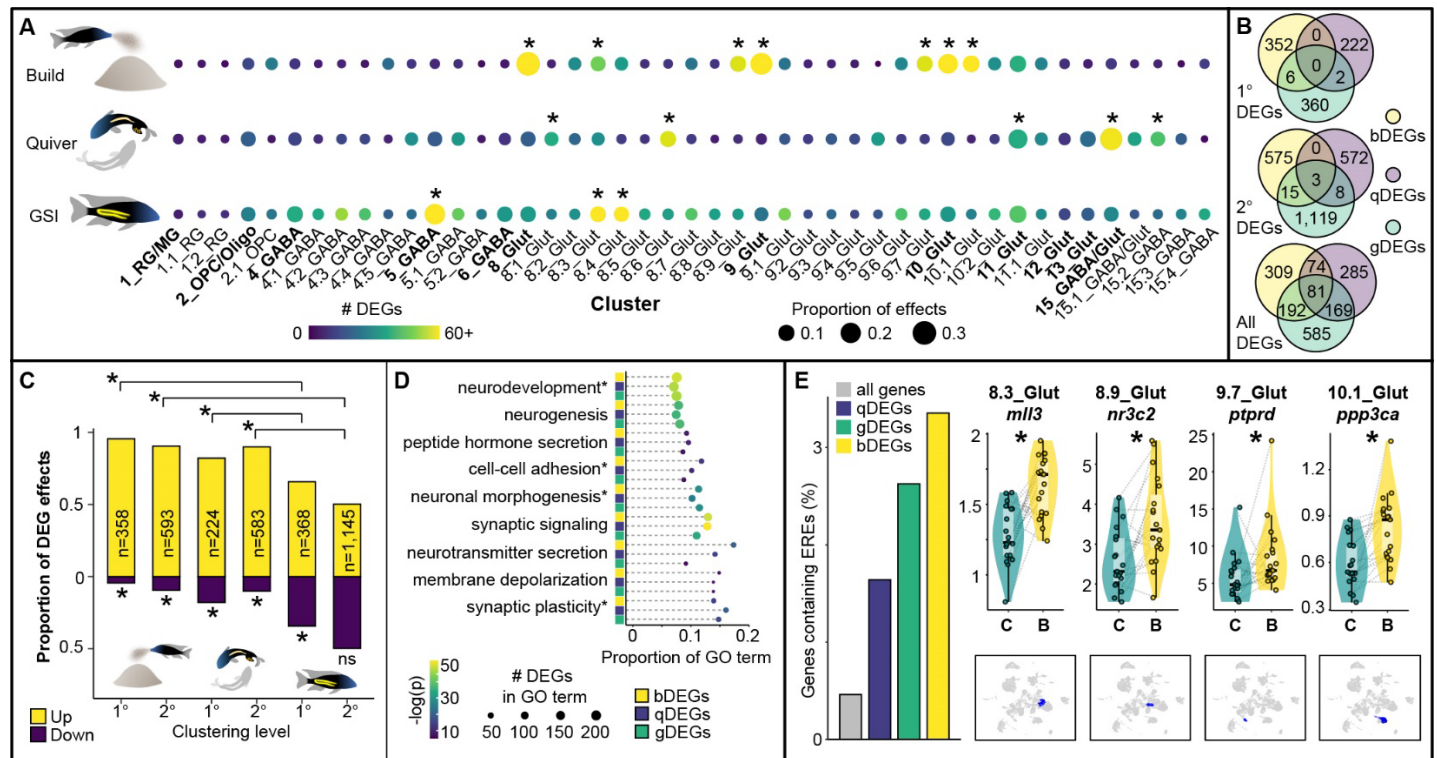 A
Build
Quiver
GSI
* * * * * * *
* * * * *
* * *
1_RG/MG
1.1_RG
1.2_RG
2_OPC/Oligo
2.1_OPC
4_GABA
4.1_GABA
4.2_GABA
4.3_GABA
4.4_GABA
4.5_GABA
5_GABA
5.1_GABA
5.2_GABA
6_GABA
8_Glut
8.1_Glut
8.2_Glut
8.3_Glut
8.4_Glut
8.5_Glut
8.6_Glut
8.7_Glut
8.8_Glut
8.9_Glut
9_Glut
9.1_Glut
9.2_Glut
9.3_Glut
9.4_Glut
9.5_Glut
9.6_Glut
9.7_Glut
10_Glut
10.1_Glut
10.2_Glut
11_Glut
11.1_Glut
12_Glut
13_Glut
15_GABA/Glut
15.1_GABA/Glut
15.2_GABA
15.3_GABA
15.4_GABA
Cluster
# DEGs
0 60+
Proportion of effects
0.1 0.2 0.3
B
352 0 222
0
6 2
360
1°
DEGs
575 0 572
3
15 8
1,119
2°
DEGs
309 74 285
81
192 169
585
All
DEGs
bDEGs
qDEGs
gDEGs
C
* * * *
Proportion of DEG effects
1
0.5
0
0.5
n=358
n=593
n=224
n=583
n=368
n=1,145
* * * * * ns
1° 2° 1° 2° 1° 2°
Clustering level
Up
Down
D
neurodevelopment*
neurogenesis
peptide hormone secretion
cell-cell adhesion*
neuronal morphogenesis*
synaptic signaling
neurotransmitter secretion
membrane depolarization
synaptic plasticity*
0 0.1 0.2
Proportion of GO term
-log(p)
50
30
10
# DEGs
in GO term
50 100 150 200
bDEGs
qDEGs
gDEGs
E
all genes
qDEGs
gDEGs
bDEGs
Genes containing EREs (%)
3
0
8.3_Glut
mll3
*
2
1.5
1
C B
8.9_Glut
nr3c2
*
5
4
3
2
C B
9.7_Glut
ptprd
*
25
20
15
10
5
0
C B
10.1_Glut
ppp3ca
*
1.2
0.9
0.6
0.3
C B